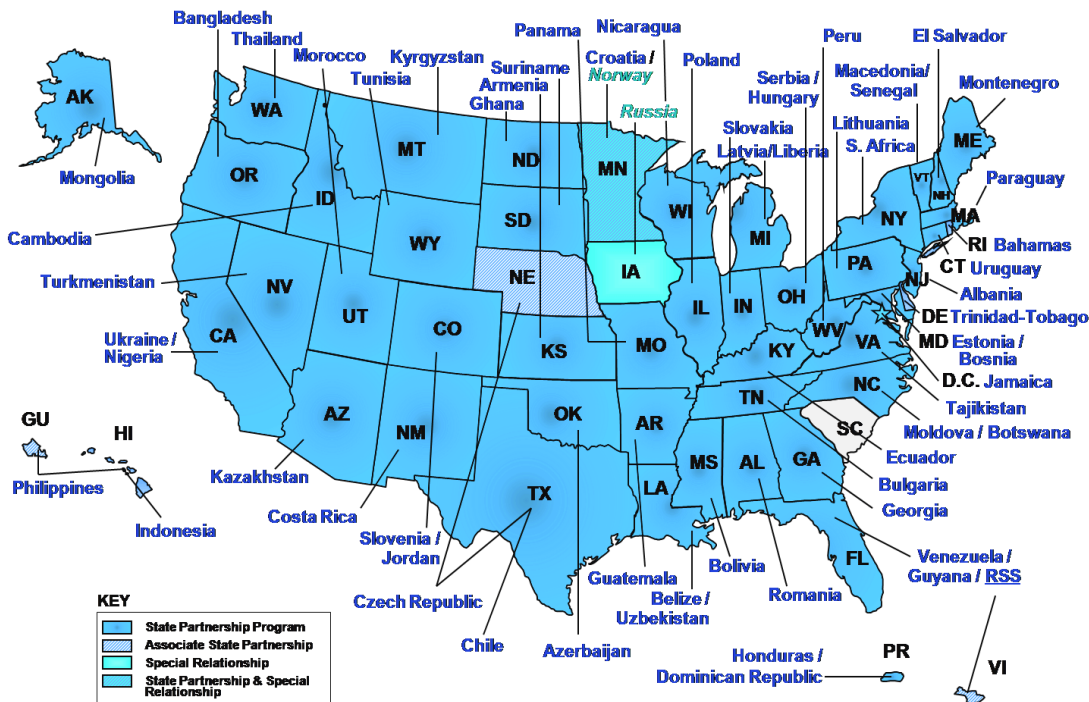 Bangladesh
Thailand
Morocco
Tunisia
Kyrgyzstan
Suriname
Armenia
Ghana
Panama
Nicaragua
Croatia /
Norway
Russia
Poland
Peru
Serbia /
Hungary
Slovakia
Latvia/Liberia
El Salvador
Macedonia/
Senegal
Lithuania
S. Africa
Montenegro
Paraguay
AK
Mongolia
WA
OR
ID
MT
ND
SD
MN
WI
MI
NY
VT
NH
ME
MA
RI Bahamas
CT Uruguay
Cambodia
Turkmenistan
WY
NE
IA
PA
NJ
Albania
DE Trinidad-Tobago
MD Estonia /
Bosnia
D.C. Jamaica
Tajikistan
Ukraine /
Nigeria
CA
NV
UT
CO
KS
MO
IL
IN
OH
WV
VA
KY
NC
Moldova / Botswana
Ecuador
Bulgaria
Georgia
GU
HI
Philippines
Indonesia
AZ
NM
OK
AR
TN
SC
TX
LA
MS
AL
GA
FL
Kazakhstan
Costa Rica
Slovenia /
Jordan
Czech Republic
Chile
Azerbaijan
Guatemala
Belize /
Uzbekistan
Bolivia
Romania
Venezuela /
Guyana / RSS
Honduras /
Dominican Republic
PR
VI
KEY
State Partnership Program
Associate State Partnership
Special Relationship
State Partnership & Special
Relationship